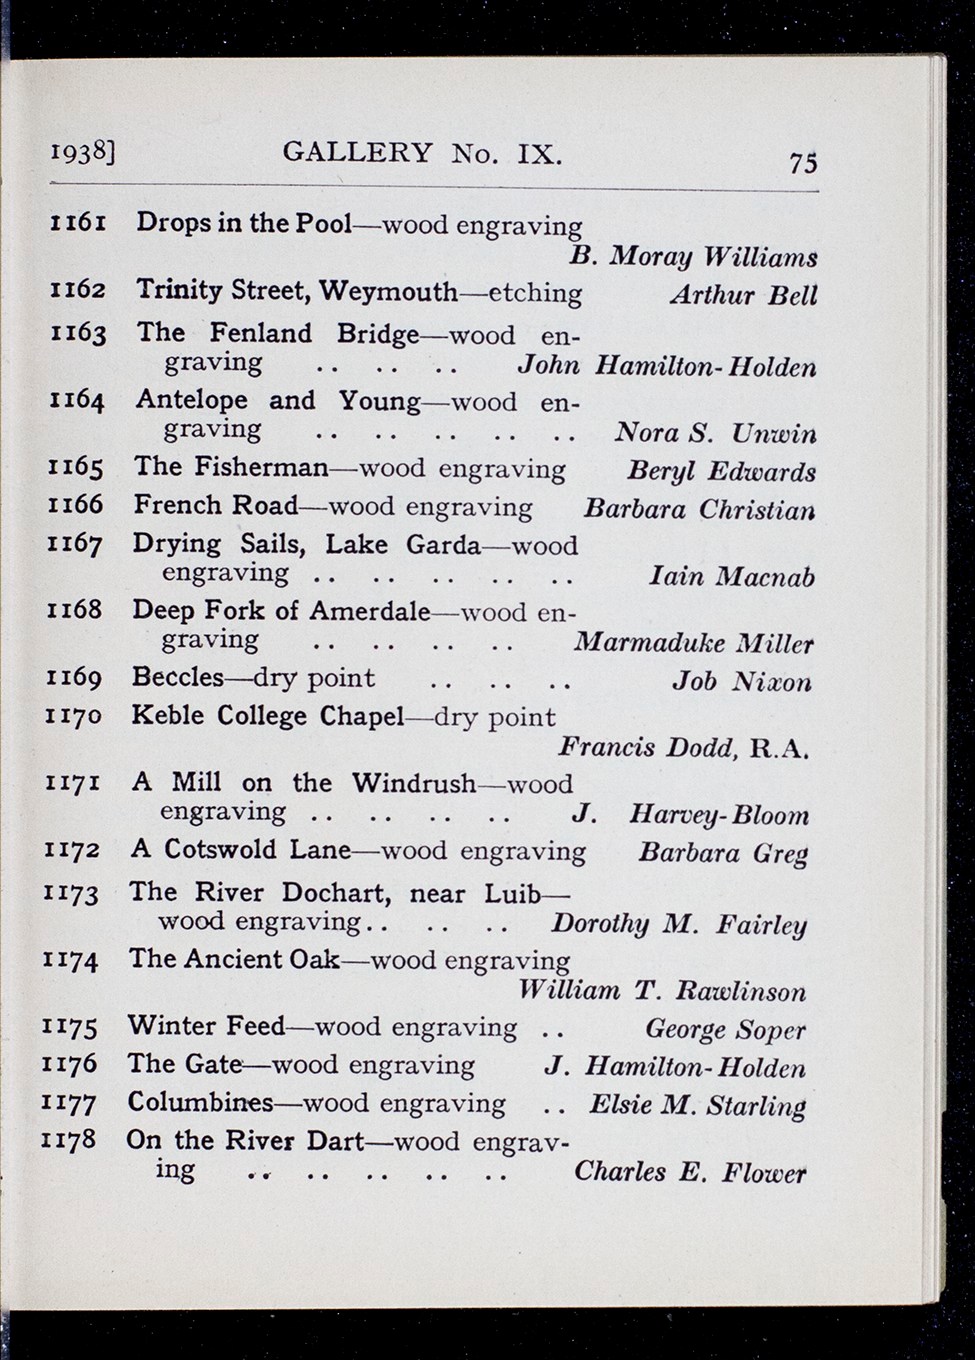 1938] GALLERY No. IX. 75
1161 Drops in the Pool—wood engraving
B. Moray Williams
1162 Trinity Street, Weymouth—etching Arthur Bell
1163 The Fenland Bridge—wood en-
graving .. .. .. John Hamilton-Holden
1164 Antelope and Young—wood en-
graving .. .. .. .. .. Nora S. Unwin
1165 The Fisherman—wood engraving Beryl Edwards
1166 French Road—wood engraving Barbara Christian
1167 Drying Sails, Lake Garda—wood
engraving .. .. .. .. .. Iain Macnab
1168 Deep Fork of Amerdale—wood en-
graving .. .. .. .. Marmaduke Miller
1169 Beccles—dry point .. .. .. Job Nixon
1170 Keble College Chapel—dry point
Francis Dodd, R.A.
1171 A Mill on the Windrush—wood
engraving .. .. .. .. J. Harvey-Bloom
1172 A Cotswold Lane—wood engraving Barbara Greg
1173 The River Dochart, near Luib—
wood engraving.. .. .. Dorothy M. Fairley
1174 The Ancient Oak—wood engraving
William T. Rawlinson
1175 Winter Feed—wood engraving .. George Soper
1176 The Gate—wood engraving J. Hamilton-Holden
1177 Columbines—wood engraving .. Elsie M. Starling
1178 On the River Dart—wood engrav-
ing .. .. .. .. .. Charles E. Flower